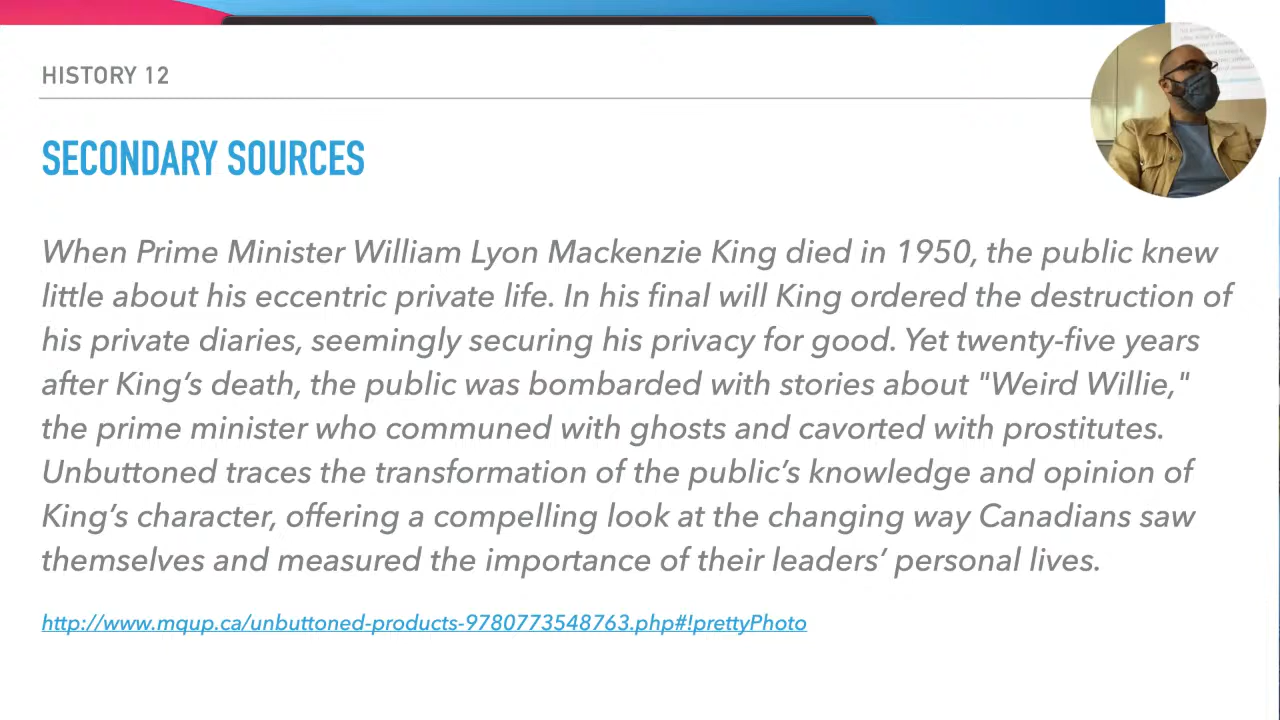 HISTORY 12
SECONDARY SOURCES
When Prime Minister William Lyon Mackenzie King died in 1950, the public knew
little about his eccentric private life. In his final will King ordered the destruction of
his private diaries, seemingly securing his privacy for good. Yet twenty-five years
after King’s death, the public was bombarded with stories about "Weird Willie,"
the prime minister who communed with ghosts and cavorted with prostitutes.
Unbuttoned traces the transformation of the public’s knowledge and opinion of
King’s character, offering a compelling look at the changing way Canadians saw
themselves and measured the importance of their leaders’ personal lives.
http://www.mqup.ca/unbuttoned-products-9780773548763.php#!prettyPhoto